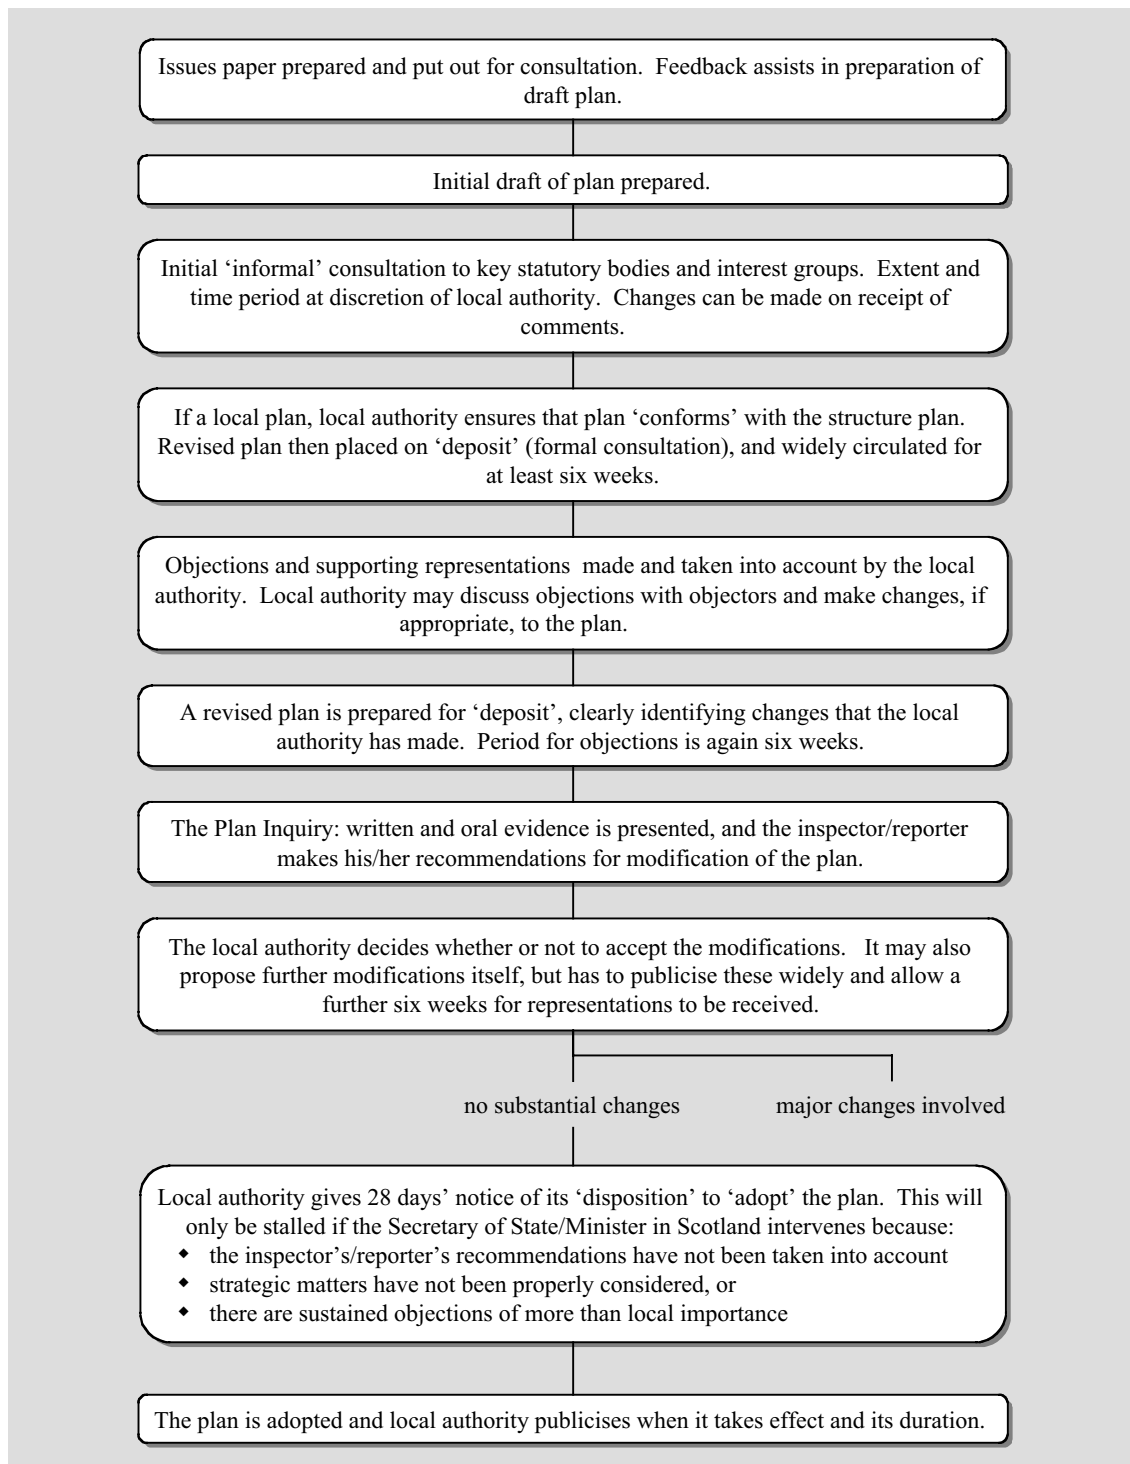 Issues paper prepared and put out for consultation.  Feedback assists in preparation of
draft plan.
Initial draft of plan prepared.
Initial ‘informal’ consultation to key statutory bodies and interest groups.  Extent and
time period at discretion of local authority.  Changes can be made on receipt of
comments.
If a local plan, local authority ensures that plan ‘conforms’ with the structure plan.
Revised plan then placed on ‘deposit’ (formal consultation), and widely circulated for
at least six weeks.
Objections and supporting representations  made and taken into account by the local
authority.  Local authority may discuss objections with objectors and make changes, if
appropriate, to the plan.
A revised plan is prepared for ‘deposit’, clearly identifying changes that the local
authority has made.  Period for objections is again six weeks.
The Plan Inquiry: written and oral evidence is presented, and the inspector/reporter
makes his/her recommendations for modification of the plan.
The local authority decides whether or not to accept the modifications.   It may also
propose further modifications itself, but has to publicise these widely and allow a
further six weeks for representations to be received.
no substantial changes
major changes involved
Local authority gives 28 days’ notice of its ‘disposition’ to ‘adopt’ the plan.  This will
only be stalled if the Secretary of State/Minister in Scotland intervenes because:
◆ the inspector’s/reporter’s recommendations have not been taken into account
◆ strategic matters have not been properly considered, or
◆ there are sustained objections of more than local importance
The plan is adopted and local authority publicises when it takes effect and its duration.